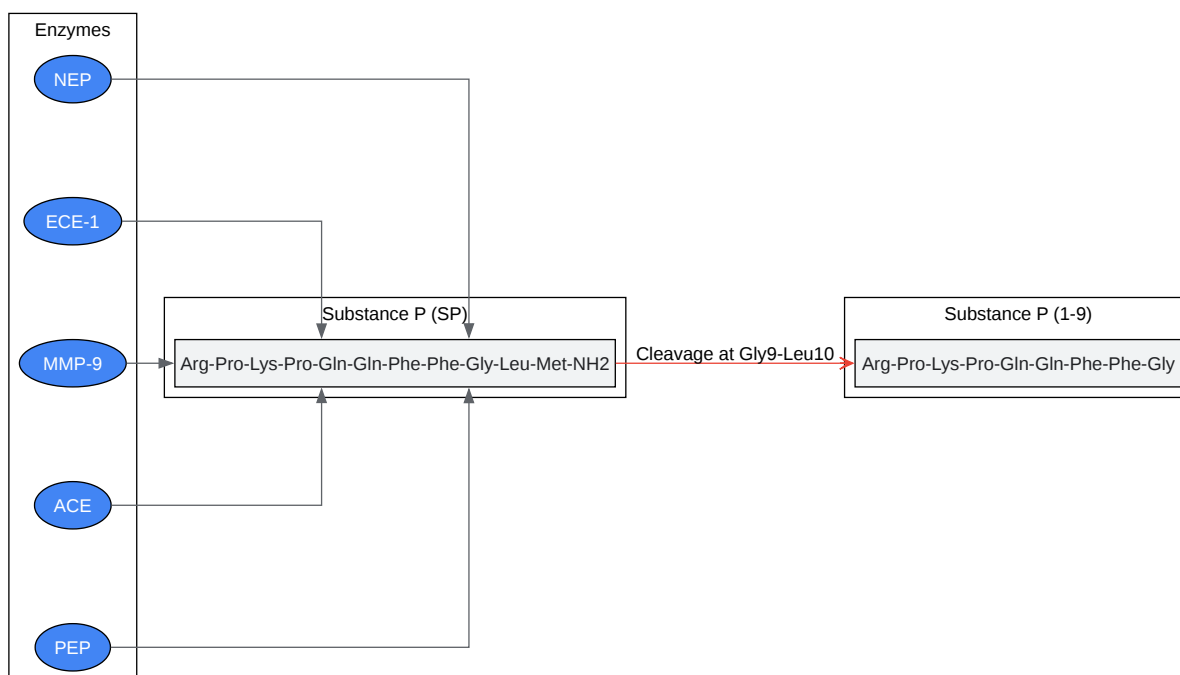 Enzymes
NEP
ECE-1
MMP-9
ACE
PEP
Substance P (SP)
Arg-Pro-Lys-Pro-Gln-Gln-Phe-Phe-Gly-Leu-Met-NH2
Cleavage at Gly9-Leu10
Substance P (1-9)
Arg-Pro-Lys-Pro-Gln-Gln-Phe-Phe-Gly